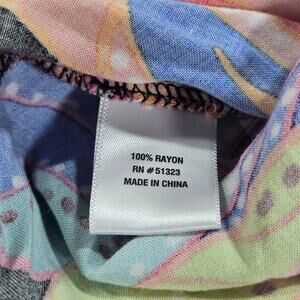 100% RAYON
RN # 51323
MADE IN CHINA